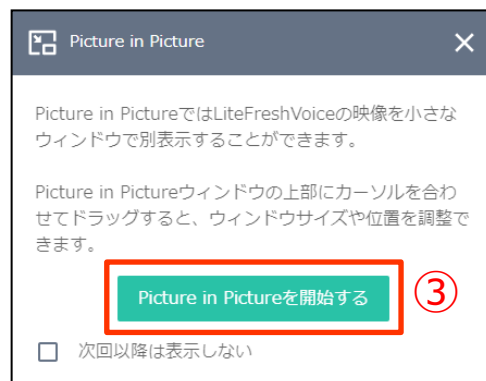 Picture in Picture
Picture in PictureではLiteFreshVoiceの映像を小さな
ウィンドウで別表示することができます。
Picture in Pictureウィンドウの上部にカーソルを合わ
せてドラッグすると、ウィンドウサイズや位置を調整で
きます。
Picture in Pictureを開始する
③
次回以降は表示しない